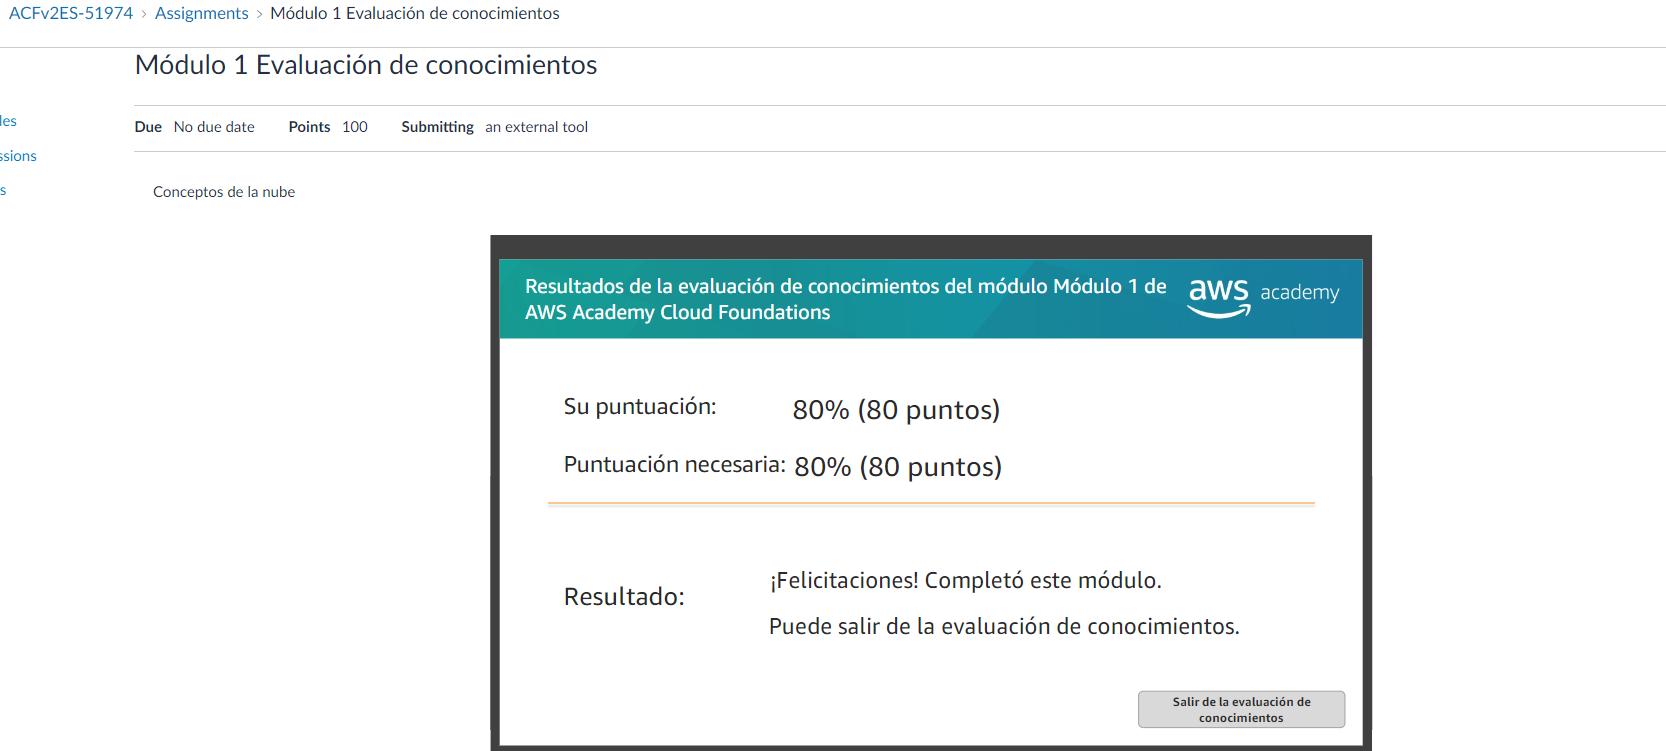 ACFv2ES-51974 > Assignments > Módulo 1 Evaluación de conocimientos
Módulo 1 Evaluación de conocimientos
les
Due No due date Points 100 Submitting an external tool
ssions
s
Conceptos de la nube
Resultados de la evaluación de conocimientos del módulo Módulo 1 de
AWS Academy Cloud Foundations
aws academy
Su puntuación: 80% (80 puntos)
Puntuación necesaria: 80% (80 puntos)
Resultado:
¡Felicitaciones! Completó este módulo.
Puede salir de la evaluación de conocimientos.
Salir de la evaluación de
conocimientos